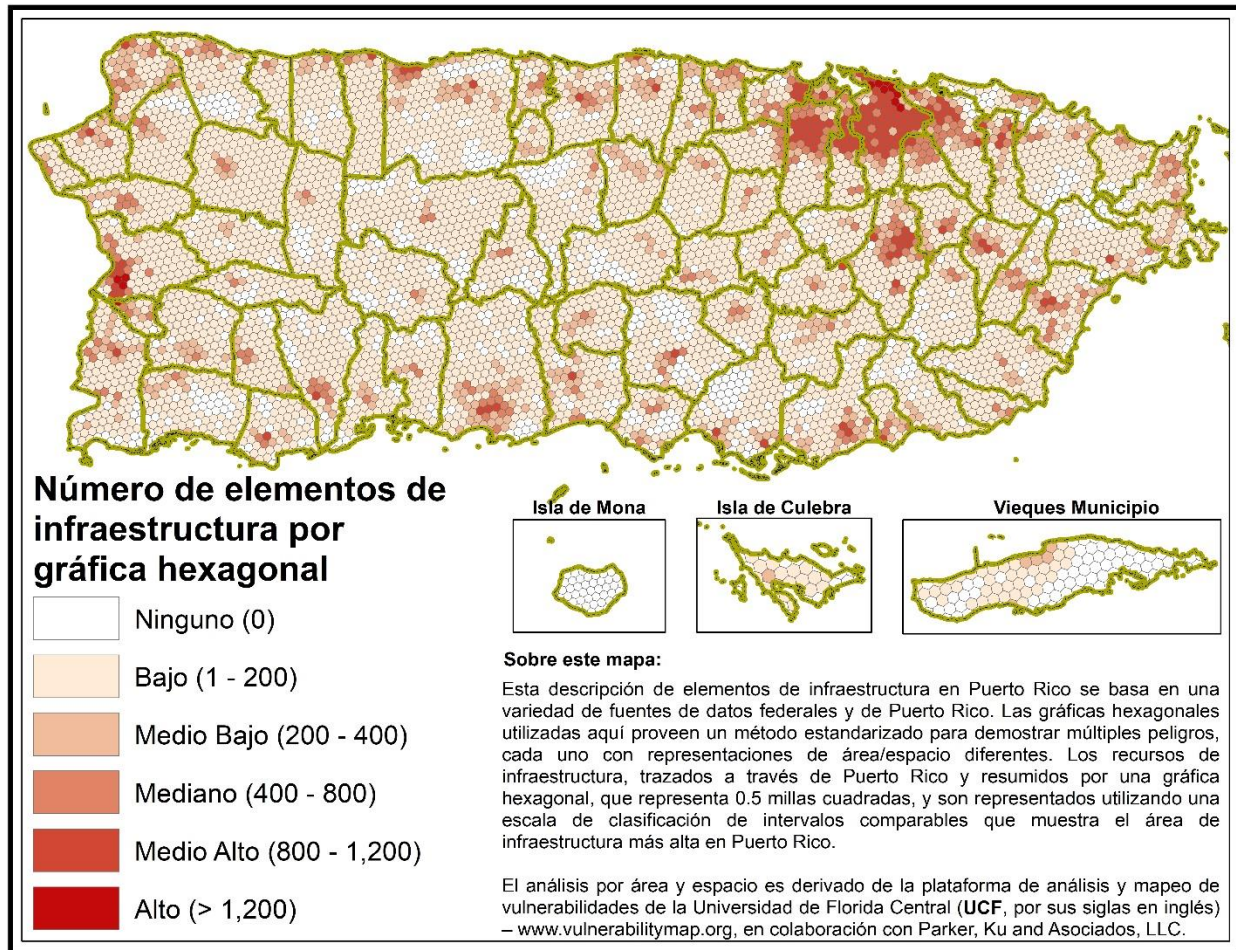 Número de elementos de
infraestructura por
gráfica hexagonal
Ninguno (0)
Bajo (1 - 200)
Medio Bajo (200 - 400)
Mediano (400 - 800)
Medio Alto (800 - 1,200)
Alto (> 1,200)
Isla de Mona
Isla de Culebra
Vieques Municipio
Sobre este mapa:
Esta descripción de elementos de infraestructura en Puerto Rico se basa en una
variedad de fuentes de datos federales y de Puerto Rico. Las gráficas hexagonales
utilizadas aquí proveen un método estandarizado para demostrar múltiples peligros,
cada uno con representaciones de área/espacio diferentes. Los recursos de
infraestructura, trazados a través de Puerto Rico y resumidos por una gráfica
hexagonal, que representa 0.5 millas cuadradas, y son representados utilizando una
escala de clasificación de intervalos comparables que muestra el área de
infraestructura más alta en Puerto Rico.
El análisis por área y espacio es derivado de la plataforma de análisis y mapeo de
vulnerabilidades de la Universidad de Florida Central (UCF, por sus siglas en inglés)
– www.vulnerabilitymap.org, en colaboración con Parker, Ku and Asociados, LLC.